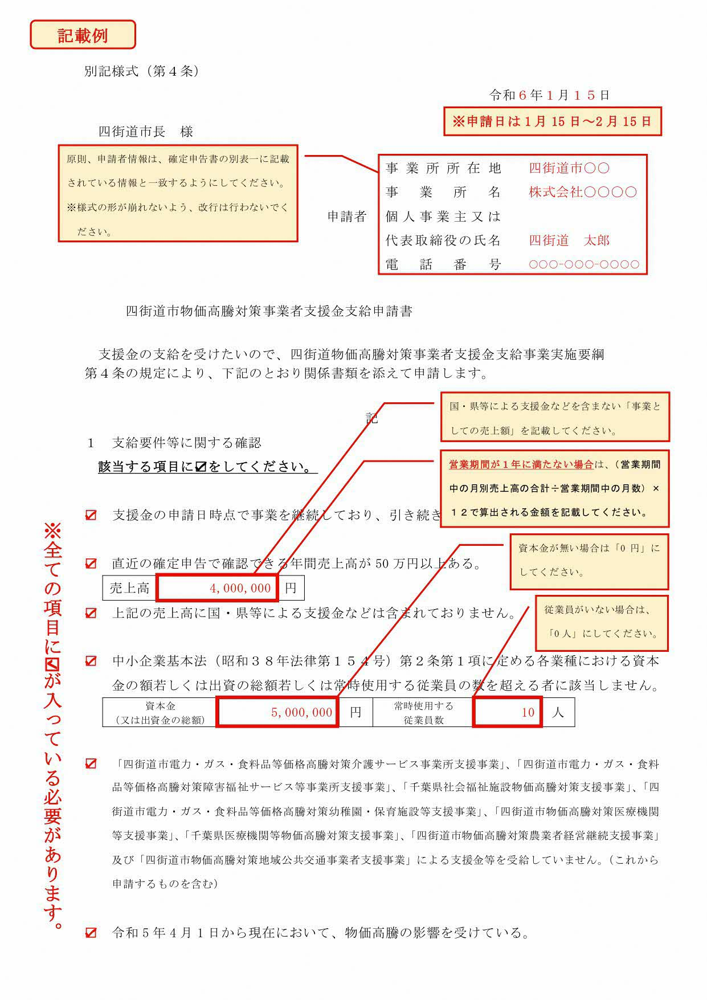 記載例
別記様式（第４条）
令和６年１月１５日
※申請日は１月15日～2月15日
四街道市長　様
原則、申請者情報は、確定申告書の別表一に記載
されている情報と一致するようにしてください。
※様式の形が崩れないよう、改行は行わないでく
ださい。
申請者
事業所所在地　四街道市○○
事業所名　株式会社○○○○
個人事業主又は
代表取締役の氏名　四街道　太郎
電話番号　○○○-○○○-○○○○
四街道市物価高騰対策事業者支援金支給申請書
支援金の支給を受けたいので、四街道物価高騰対策事業者支援金支給事業実施要綱
第４条の規定により、下記のとおり関係書類を添えて申請します。
記
国・県等による支援金などを含まない「事業と
しての売上額」を記載してください。
１　支給要件等に関する確認
該当する項目に☑をしてください。
営業期間が１年に満たない場合は、（営業期間
中の月別売上高の合計÷営業期間中の月数）×
１２で算出される金額を記載してください。
☑　支援金の申請日時点で事業を継続しており、引き続き
資本金が無い場合は「0 円」に
してください。
☑　直近の確定申告で確認できる年間売上高が 50 万円以上ある。
売上高　4,000,000　円
従業員がいない場合は、
「0 人」にしてください。
☑　上記の売上高に国・県等による支援金などは含まれておりません。
☑　中小企業基本法（昭和３８年法律第１５４号）第２条第１項に定める各業種における資本
金の額若しくは出資の総額若しくは常時使用する従業員の数を超える者に該当しません。
資本金
（又は出資金の総額）　5,000,000　円　常時使用する
従業員数　10　人
☑　「四街道市電力・ガス・食料品等価格高騰対策介護サービス事業所支援事業」、「四街道市電力・ガス・食料
品等価格高騰対策障害福祉サービス等事業所支援事業」、「千葉県社会福祉施設物価高騰対策支援事業」、「四
街道市電力・ガス・食料品等価格高騰対策幼稚園・保育施設等支援事業」、「四街道市物価高騰対策医療機関
等支援事業」、「千葉県医療機関等物価高騰対策支援事業」、「四街道市物価高騰対策農業者経営継続支援事業」
及び「四街道市物価高騰対策地域公共交通事業者支援事業」による支援金等を受給していません。（これから
申請するものを含む）
☑　令和５年４月１日から現在において、物価高騰の影響を受けている。
※全ての項目に☑が入っている必要があります。